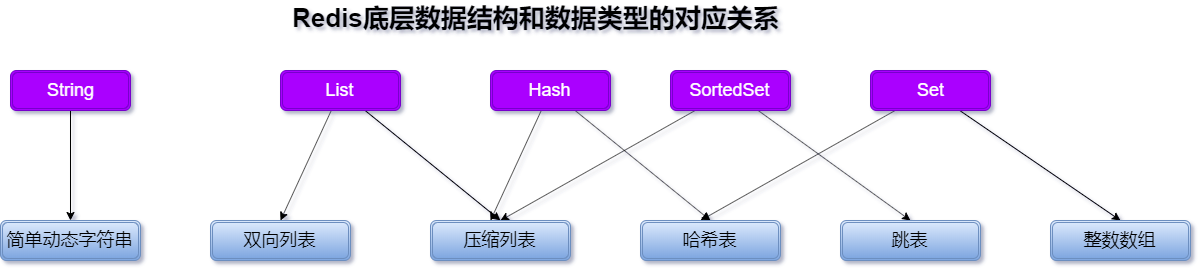 Redis底层数据结构和数据类型的对应关系
String
List
Hash
SortedSet
Set
简单动态字符串
双向列表
压缩列表
哈希表
跳表
整数数组